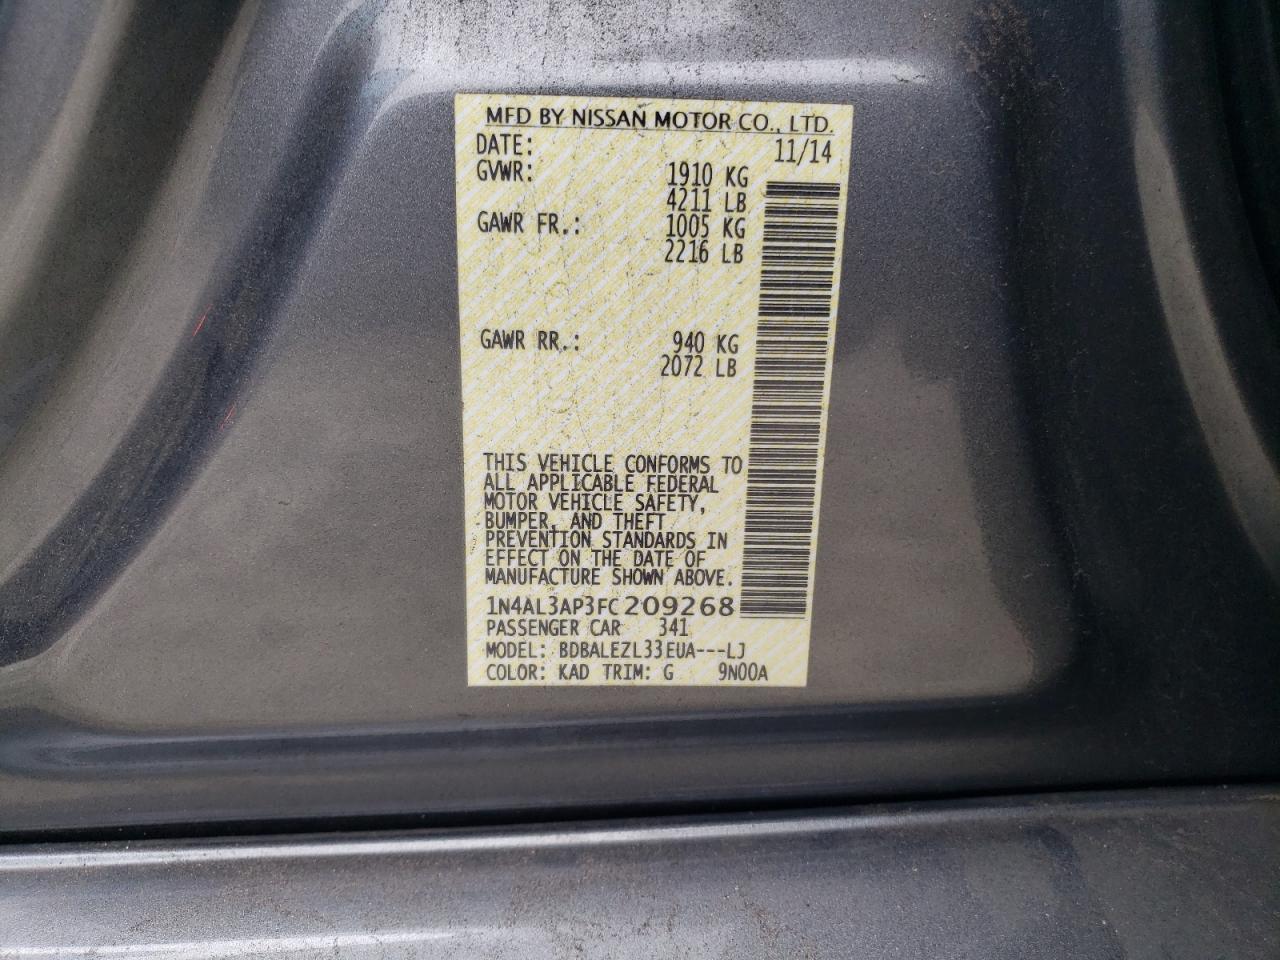 MFD BY NISSAN MOTOR CO., LTD.
DATE: 11/14
GVWR: 1910 KG
4211 LB
GAWR FR.: 1005 KG
2216 LB
GAWR RR.: 940 KG
2072 LB
THIS VEHICLE CONFORMS TO
ALL APPLICABLE FEDERAL
MOTOR VEHICLE SAFETY,
BUMPER, AND THEFT
PREVENTION STANDARDS IN
EFFECT ON THE DATE OF
MANUFACTURE SHOWN ABOVE.
1N4AL3AP3FC209268
PASSENGER CAR 341
MODEL: BDBALEZL33EUA---LJ
COLOR: KAD TRIM: G 9N00A